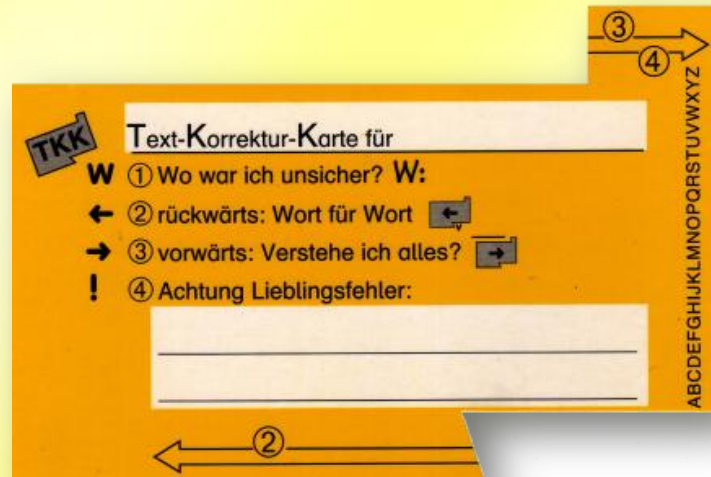 ③
④
TKK
Text-Korrektur-Karte für
W ① Wo war ich unsicher? W:
← ② rückwärts: Wort für Wort ←
→ ③ vorwärts: Verstehe ich alles? →
! ④ Achtung Lieblingsfehler:
②
ABCDEFGHIJKLMNOPQRSTUVWXYZ